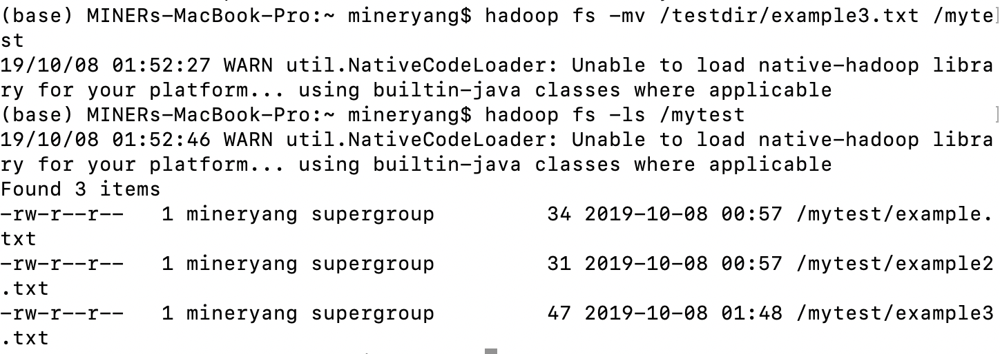 (base) MINERs-MacBook-Pro:~ mineryang$ hadoop fs -mv /testdir/example3.txt /myte]
st
19/10/08 01:52:27 WARN util.NativeCodeLoader: Unable to load native-hadoop libra
ry for your platform... using builtin-java classes where applicable
(base) MINERs-MacBook-Pro:~ mineryang$ hadoop fs -ls /mytest ]
19/10/08 01:52:46 WARN util.NativeCodeLoader: Unable to load native-hadoop libra
ry for your platform... using builtin-java classes where applicable
Found 3 items
-rw-r--r--   1 mineryang supergroup         34 2019-10-08 00:57 /mytest/example.
txt
-rw-r--r--   1 mineryang supergroup         31 2019-10-08 00:57 /mytest/example2
.txt
-rw-r--r--   1 mineryang supergroup         47 2019-10-08 01:48 /mytest/example3
.txt